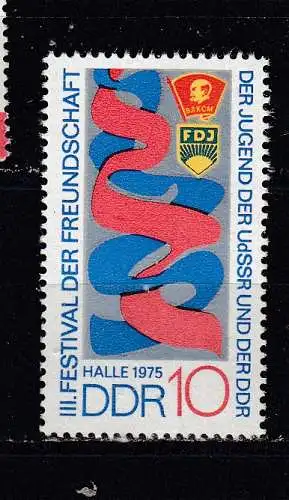 III. FESTIVAL DER FREUNDSCHAFT
DER JUGEND DER UdSSR UND DER DDR
ВЛКСМ
FDJ
HALLE 1975
DDR 10